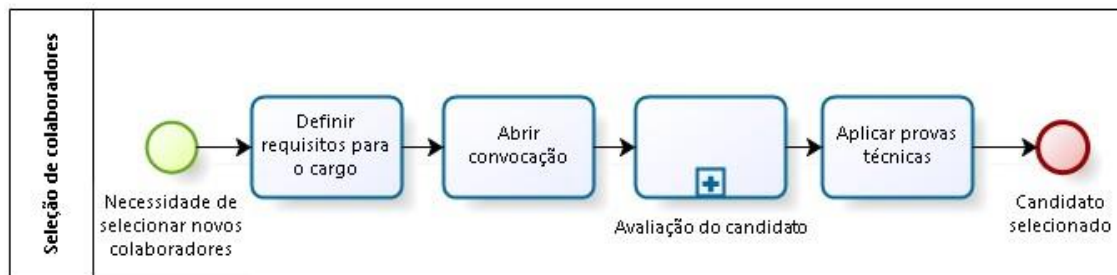 Seleção de colaboradores
Necessidade de
selecionar novos
colaboradores
Definir
requisitos para
o cargo
Abrir
convocação
Avaliação do candidato
Aplicar provas
técnicas
Candidato
selecionado